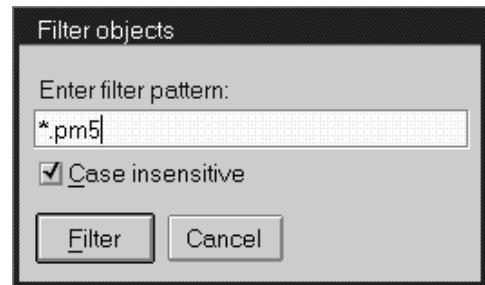 Filter objects
Enter filter pattern:
*.pm5
Case insensitive
Filter Cancel